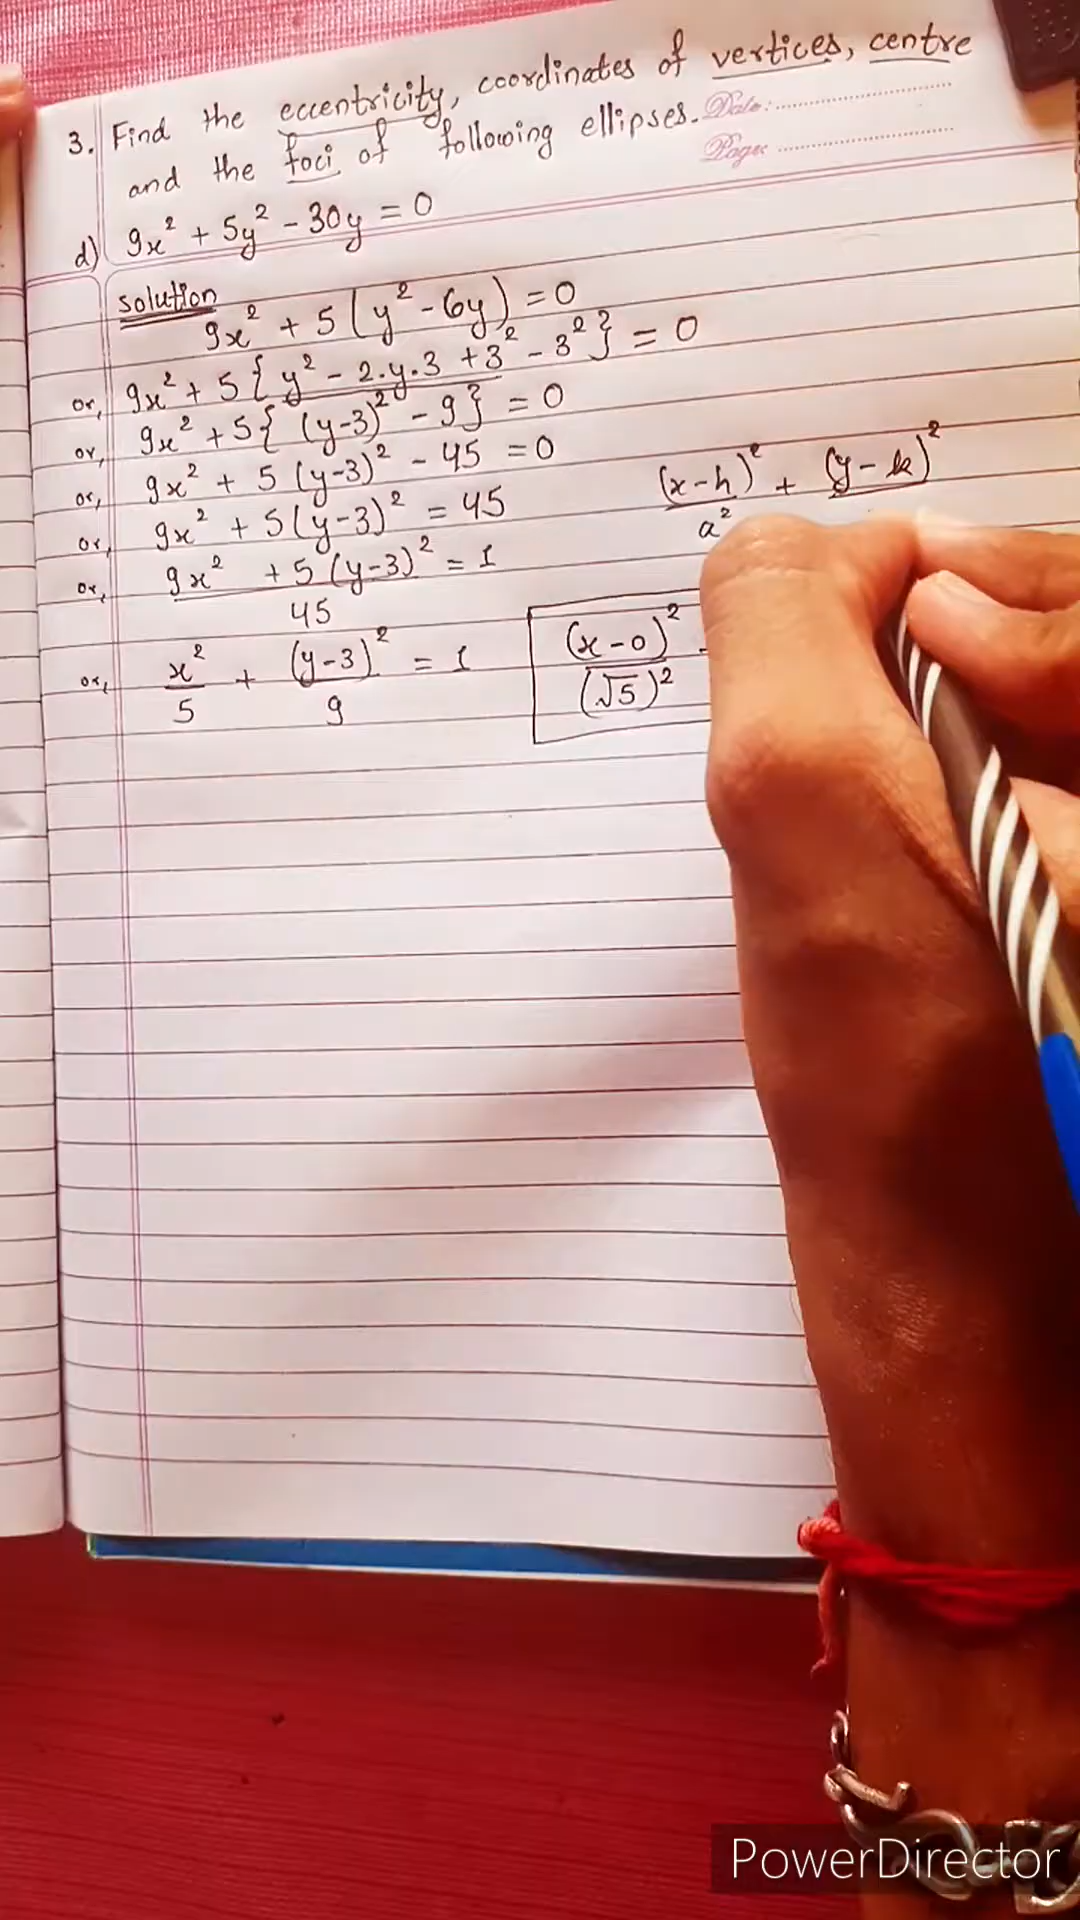 3. Find the eccentricity, coordinates of vertices, centre
and the foci of following ellipses.
Date:
Page:
d) 9x² + 5y² - 30y = 0
solution
9x² + 5(y² - 6y) = 0
or, 9x² + 5{y² - 2.y.3 + 3² - 3²} = 0
or, 9x² + 5{(y-3)² - 9} = 0
or, 9x² + 5(y-3)² - 45 = 0
or, 9x² + 5(y-3)² = 45
or, 9x² + 5(y-3)² / 45 = 1
or, x²/5 + (y-3)²/9 = 1
(x-h)²/a² + (y-k)²
(x-0)²/(√5)²
PowerDirector